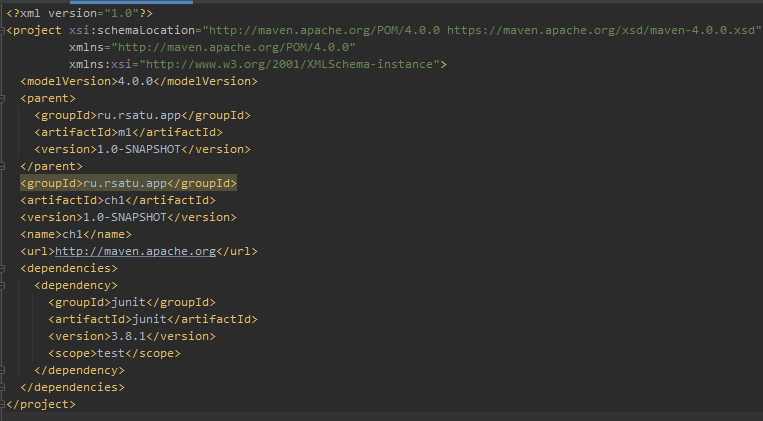 <?xml version="1.0"?>
<project xsi:schemaLocation="http://maven.apache.org/POM/4.0.0 https://maven.apache.org/xsd/maven-4.0.0.xsd"
         xmlns="http://maven.apache.org/POM/4.0.0"
         xmlns:xsi="http://www.w3.org/2001/XMLSchema-instance">
  <modelVersion>4.0.0</modelVersion>
  <parent>
    <groupId>ru.rsatu.app</groupId>
    <artifactId>m1</artifactId>
    <version>1.0-SNAPSHOT</version>
  </parent>
  <groupId>ru.rsatu.app</groupId>
  <artifactId>ch1</artifactId>
  <version>1.0-SNAPSHOT</version>
  <name>ch1</name>
  <url>http://maven.apache.org</url>
  <dependencies>
    <dependency>
      <groupId>junit</groupId>
      <artifactId>junit</artifactId>
      <version>3.8.1</version>
      <scope>test</scope>
    </dependency>
  </dependencies>
</project>